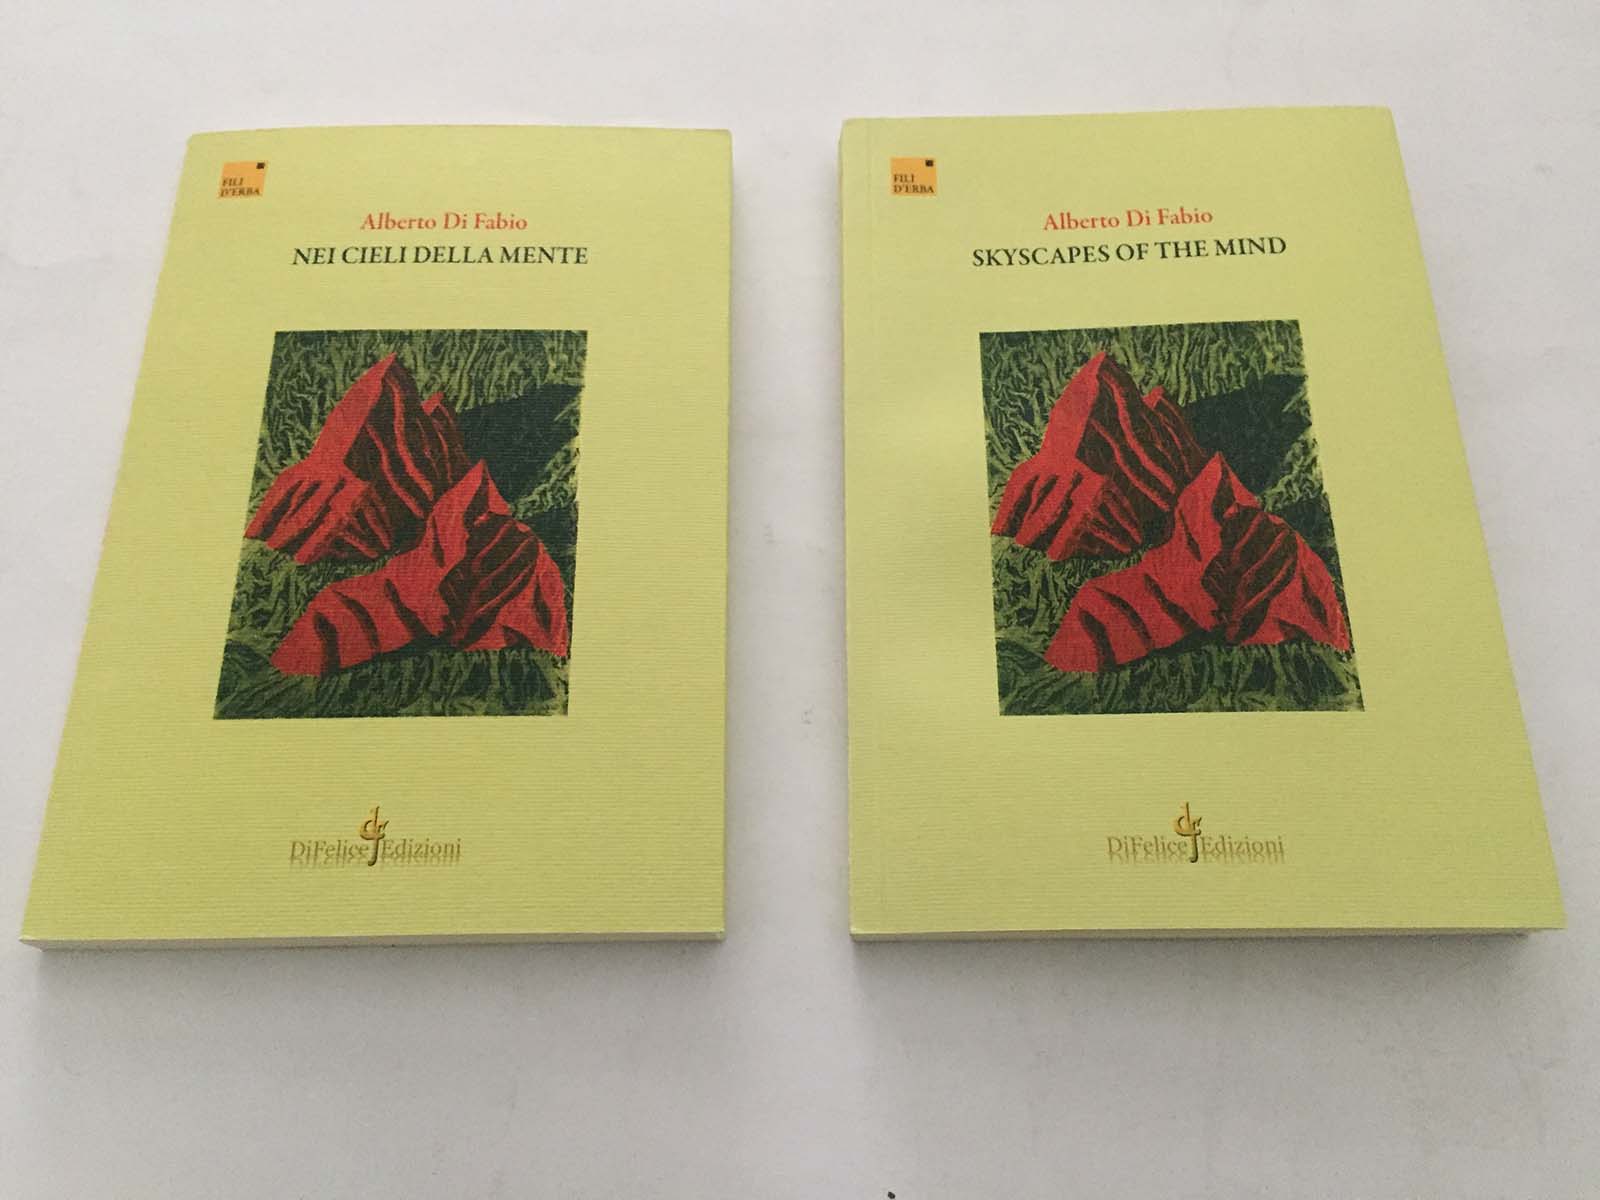 FILI
D'ERBA
Alberto Di Fabio
NEI CIELI DELLA MENTE
DiFelice Edizioni
FILI
D'ERBA
Alberto Di Fabio
SKYSCAPES OF THE MIND
DiFelice Edizioni